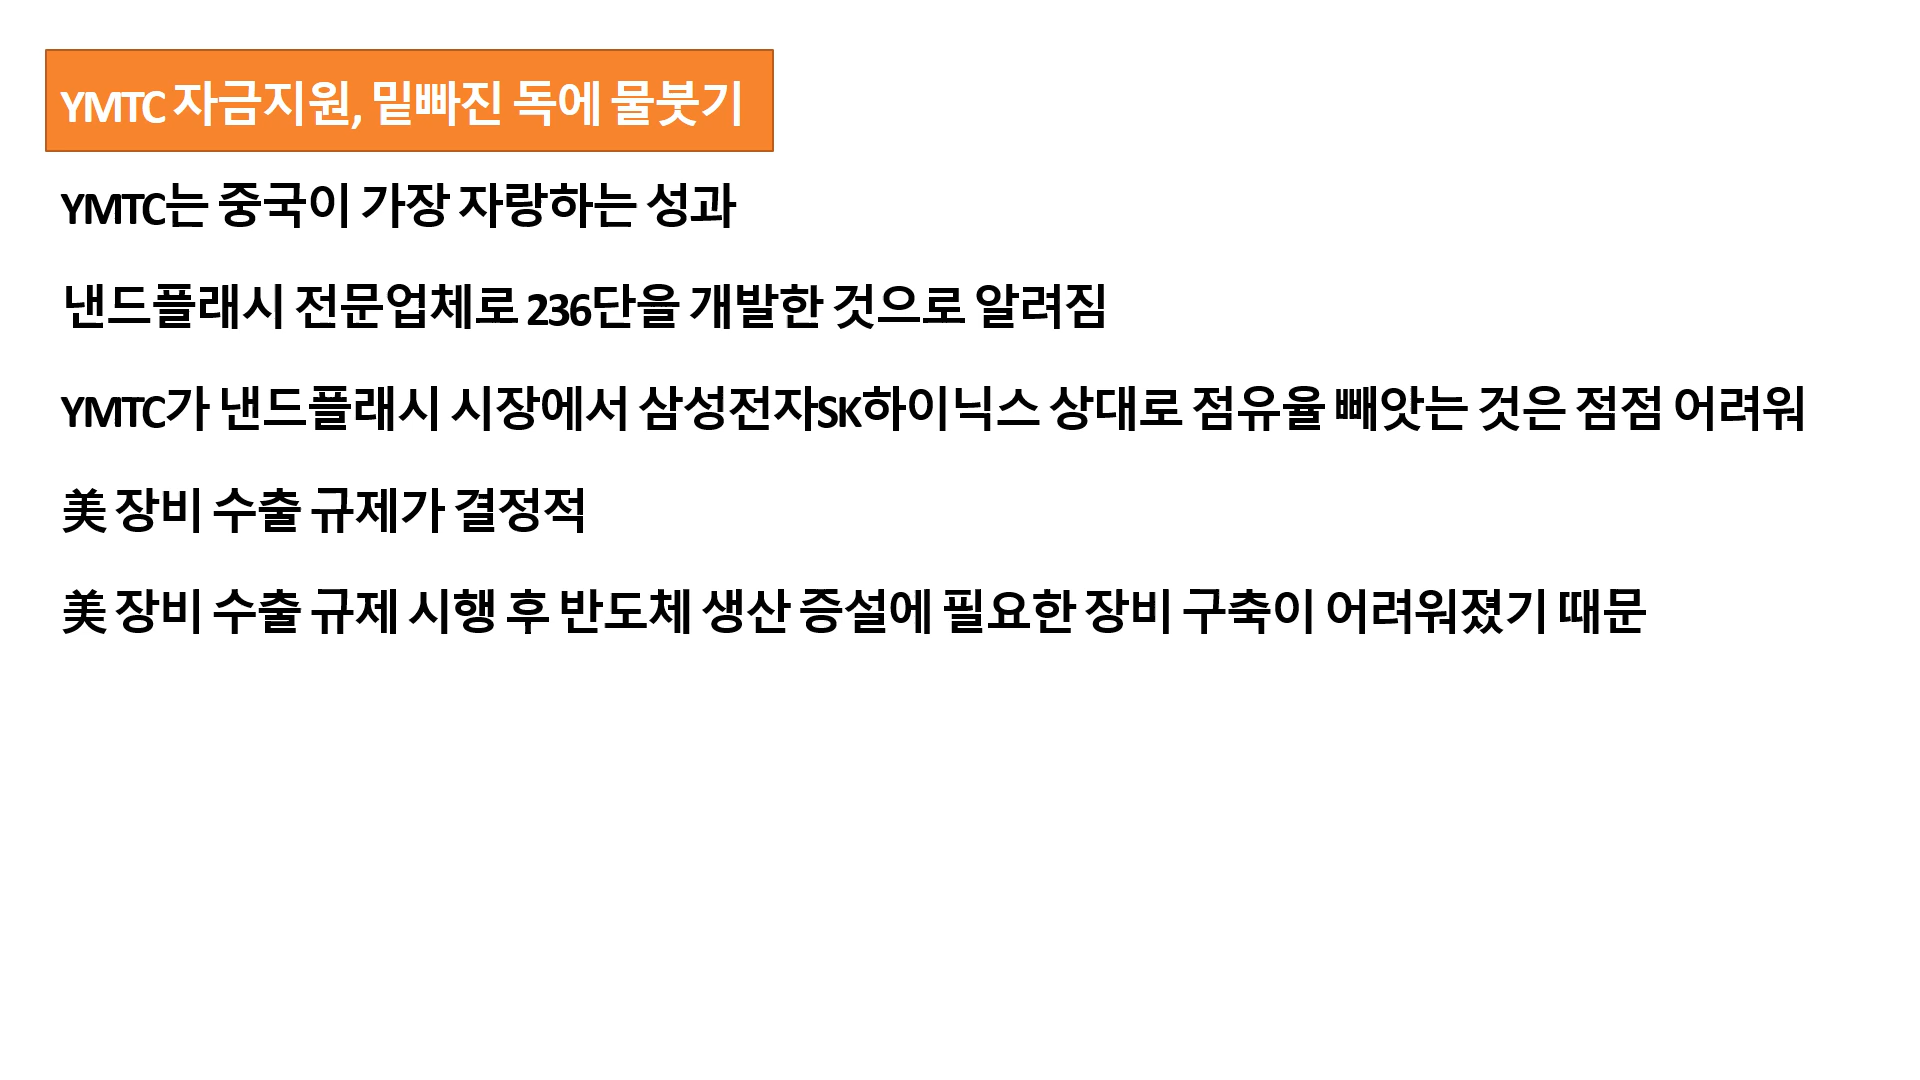 YMTC 자금지원, 밑빠진 독에 물붓기
YMTC는 중국이 가장 자랑하는 성과
낸드플래시 전문업체로 236단을 개발한 것으로 알려짐
YMTC가 낸드플래시 시장에서 삼성전자SK하이닉스 상대로 점유율 빼앗는 것은 점점 어려워
美 장비 수출 규제가 결정적
美 장비 수출 규제 시행 후 반도체 생산 증설에 필요한 장비 구축이 어려워졌기 때문